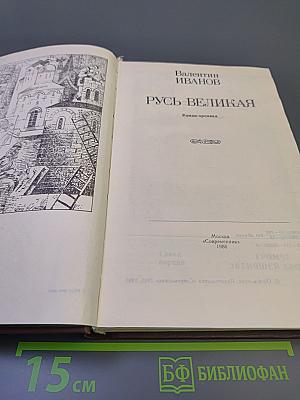 Валентин
ИВАНОВ
РУСЬ ВЕЛИКАЯ
Роман-хроника
Москва
«Современник»
1988
15 см
БФ БИБЛИОФАН